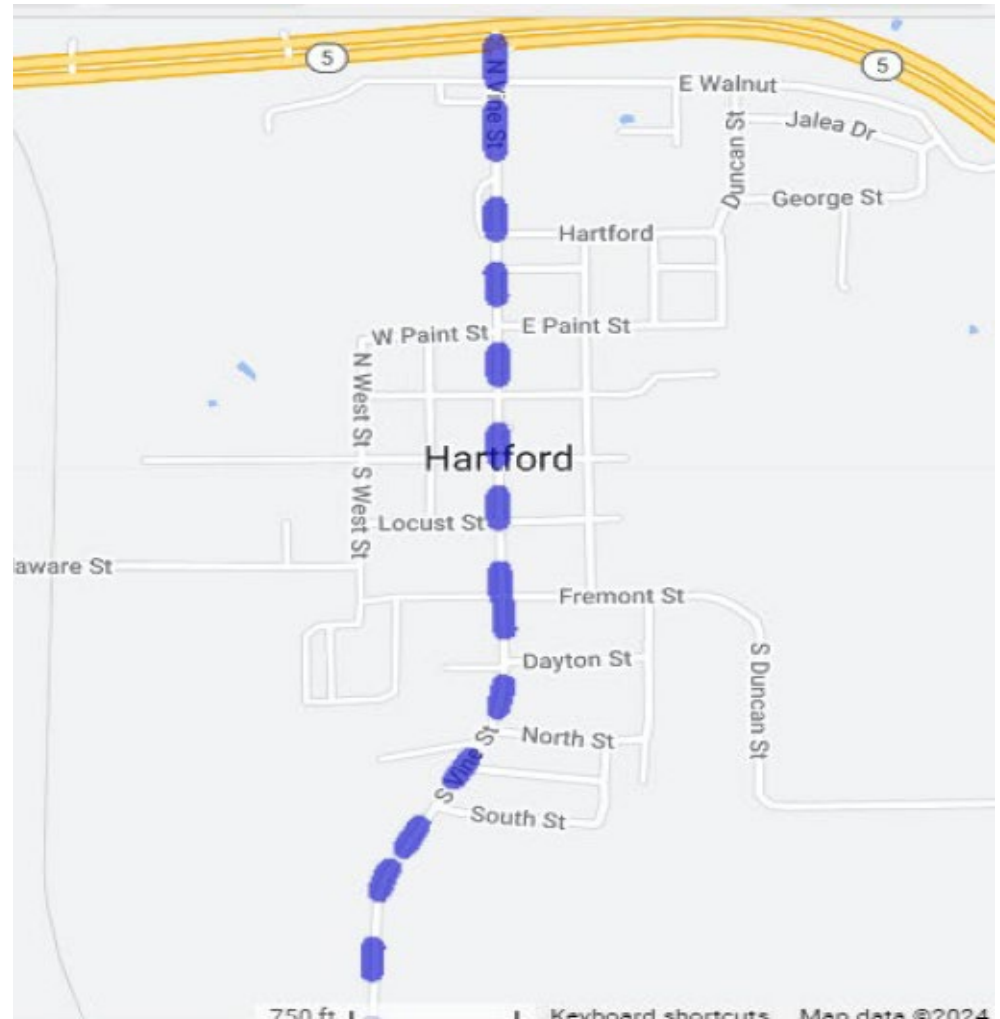 5
5
N Vine St
E Walnut
Jalea Dr
Duncan St
George St
Hartford
W Paint St
E Paint St
N West St
Hartford
S West St
Locust St
aware St
Fremont St
Dayton St
S Duncan St
North St
S Vine St
South St
750 ft
Keyboard shortcuts
Map data ©2024